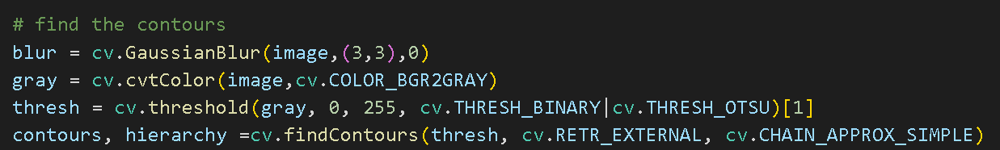 # find the contours
blur = cv.GaussianBlur(image,(3,3),0)
gray = cv.cvtColor(image,cv.COLOR_BGR2GRAY)
thresh = cv.threshold(gray, 0, 255, cv.THRESH_BINARY|cv.THRESH_OTSU)[1]
contours, hierarchy =cv.findContours(thresh, cv.RETR_EXTERNAL, cv.CHAIN_APPROX_SIMPLE)